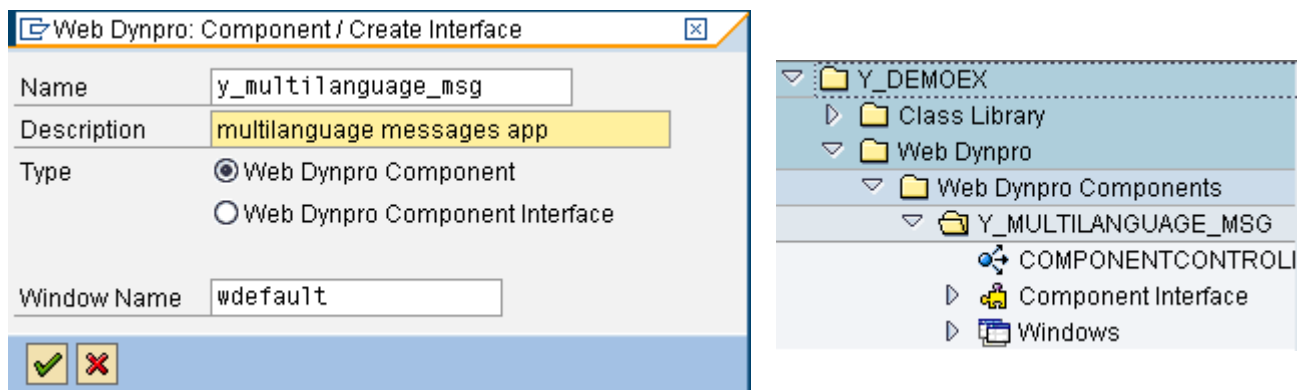 Web Dynpro: Component / Create Interface
Name y_multilanguage_msg
Description multilanguage messages app
Type Web Dynpro Component
Web Dynpro Component Interface
Window Name wdefault
Y_DEMOEX
Class Library
Web Dynpro
Web Dynpro Components
Y_MULTILANGUAGE_MSG
COMPONENTCONTROLI
Component Interface
Windows